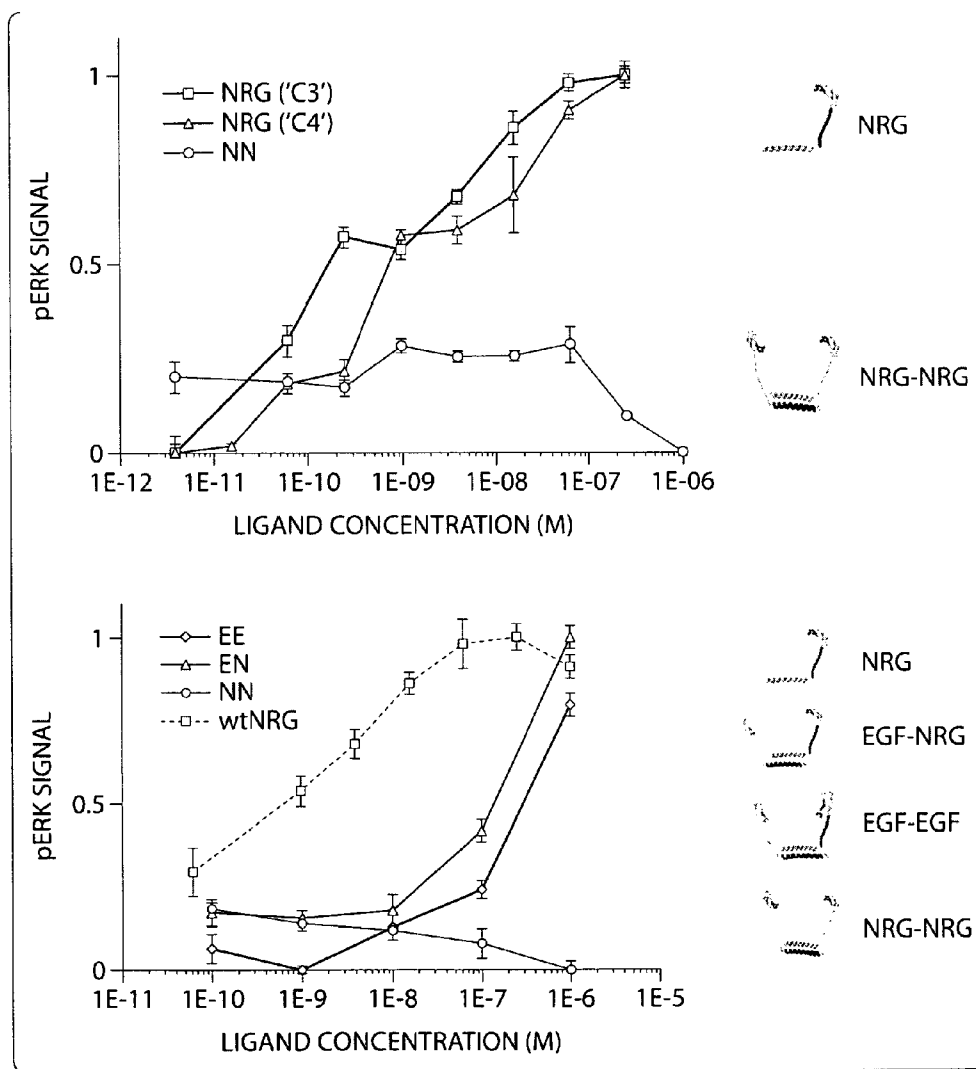 1
0.5
0
pERK SIGNAL
NRG ('C3')
NRG ('C4')
NN
1E-12 1E-11 1E-10 1E-09 1E-08 1E-07 1E-06
LIGAND CONCENTRATION (M)
NRG
NRG-NRG
1
0.5
0
pERK SIGNAL
EE
EN
NN
wtNRG
1E-11 1E-10 1E-9 1E-8 1E-7 1E-6 1E-5
LIGAND CONCENTRATION (M)
NRG
EGF-NRG
EGF-EGF
NRG-NRG